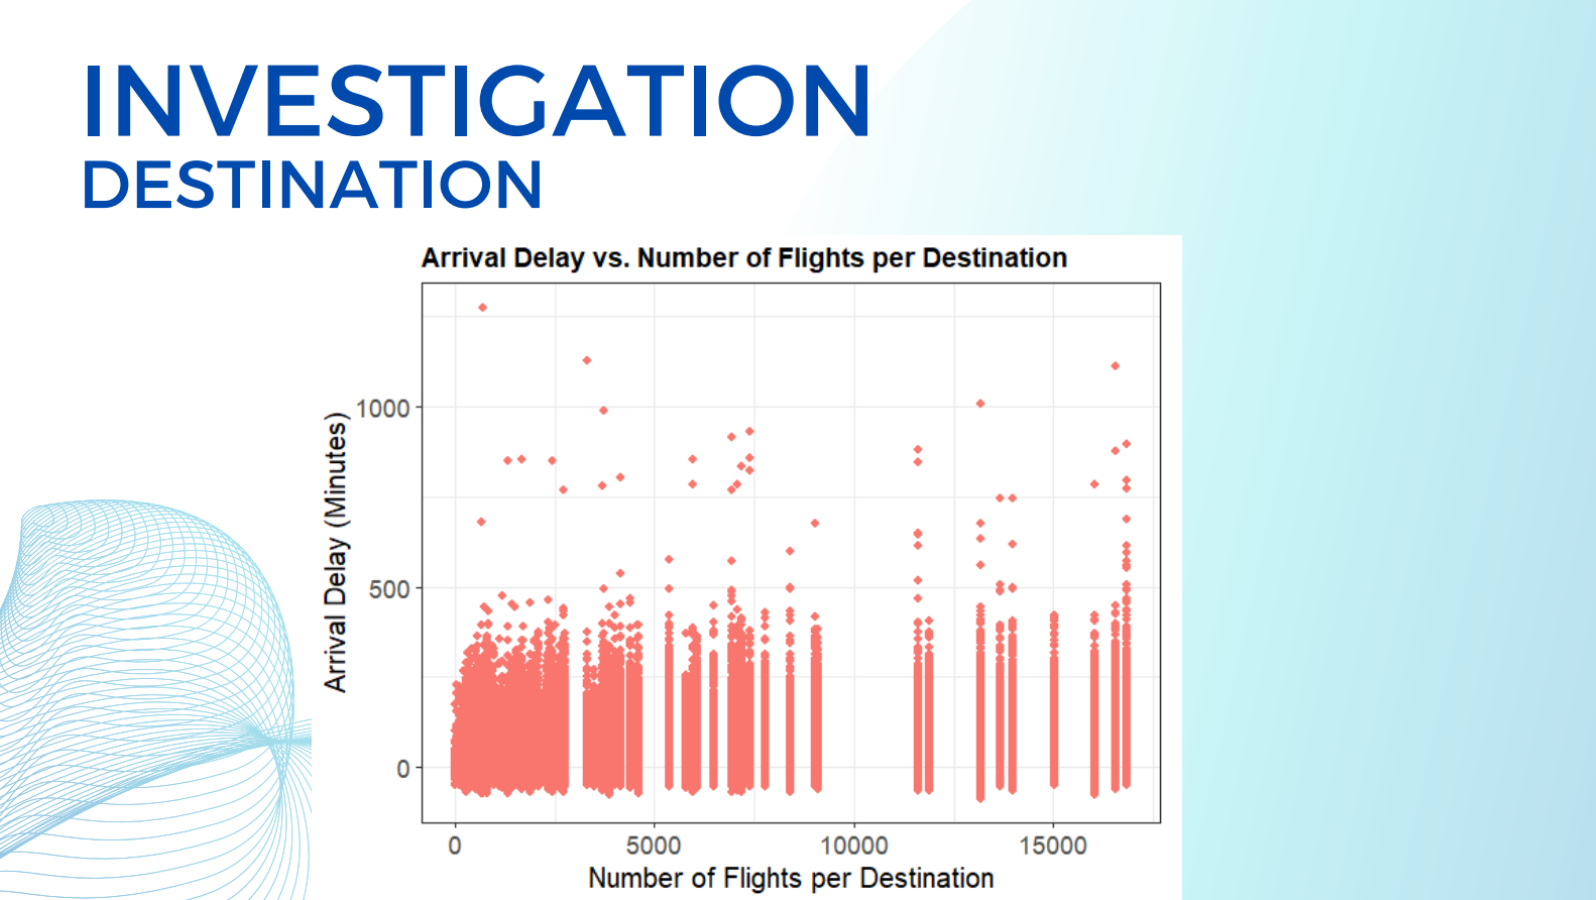 INVESTIGATION
DESTINATION
Arrival Delay vs. Number of Flights per Destination
Arrival Delay (Minutes)
1000
500
0
0 5000 10000 15000
Number of Flights per Destination